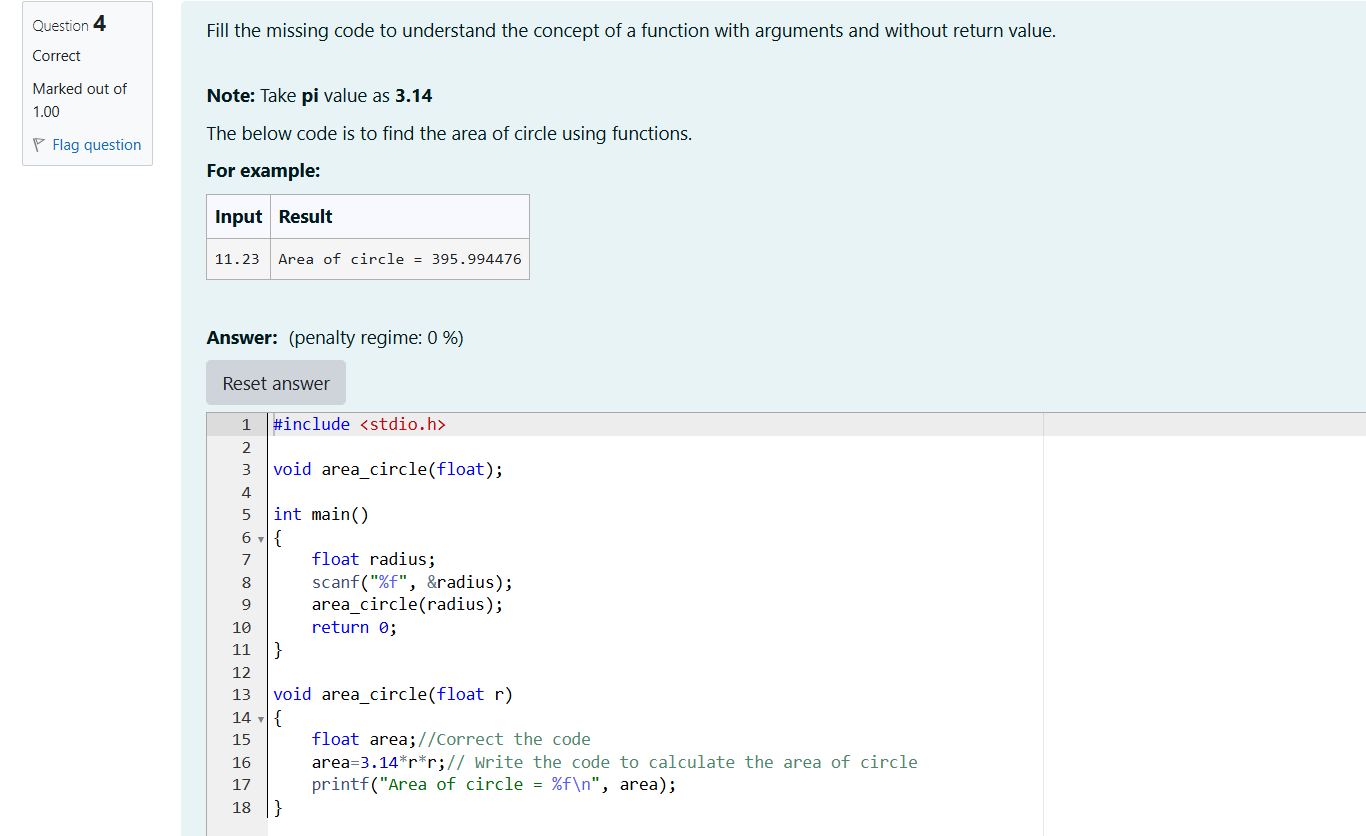 Question 4
Correct
Marked out of
1.00
Flag question
Fill the missing code to understand the concept of a function with arguments and without return value.
Note: Take pi value as 3.14
The below code is to find the area of circle using functions.
For example:
Input Result
11.23 Area of circle = 395.994476
Answer: (penalty regime: 0 %)
Reset answer
1 #include <stdio.h>
2
3 void area_circle(float);
4
5 int main()
6 {
7     float radius;
8     scanf("%f", &radius);
9     area_circle(radius);
10     return 0;
11 }
12
13 void area_circle(float r)
14 {
15     float area;//Correct the code
16     area=3.14*r*r;// Write the code to calculate the area of circle
17     printf("Area of circle = %f\n", area);
18 }